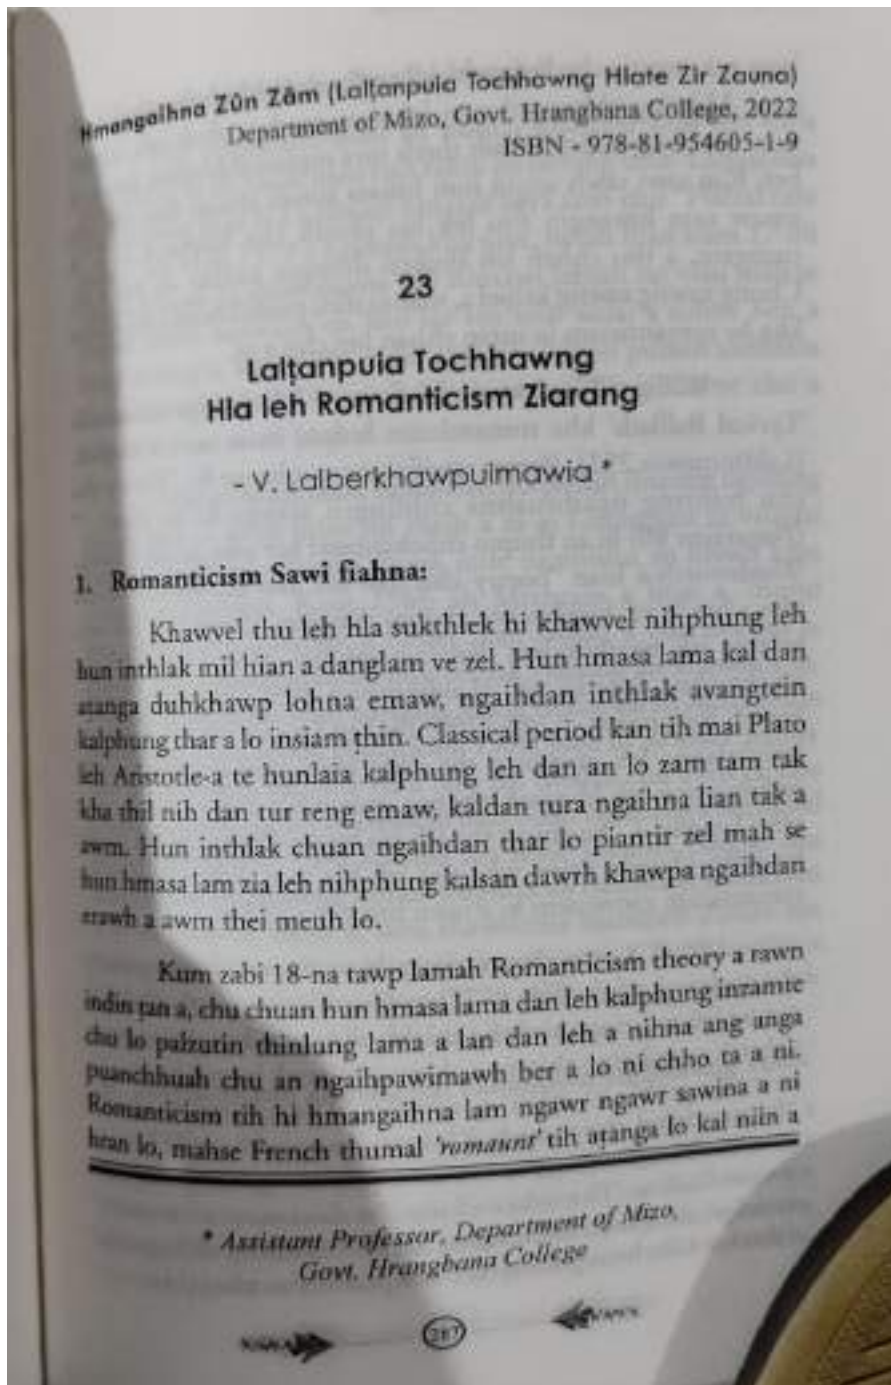 Hmangaihna Zûn Zâm (Lalṭanpuia Tochhawng Hlate Zir Zauna)
Department of Mizo, Govt. Hrangbana College, 2022
ISBN - 978-81-954605-1-9
23
Lalṭanpuia Tochhawng
Hla leh Romanticism Ziarang
- V. Lalberkhawpuimawia *
1. Romanticism Sawi fiahna:
Khawvel thu leh hla sukthlek hi khawvel nihphung leh
hun inthlak mil hian a danglam ve zel. Hun hmasa lama kal dan
atanga duhkhawp lohna emaw, ngaihdan inthlak avangtein
kalphung thar a lo insiam ṭhin. Classical period kan tih mai Plato
leh Aristotle-a te hunlaia kalphung leh dan an lo zam tam tak
kha thil nih dan tur reng emaw, kaldan tura ngaihna lian tak a
awm. Hun inthlak chuan ngaihdan thar lo piantir zel mah se
hun hmasa lam zia leh nihphung kalsan dawrh khawpa ngaihdan
erawh a awm thei meuh lo.
Kum zabi 18-na tawp lamah Romanticism theory a rawn
indin ṭan a, chu chuan hun hmasa lama dan leh kalphung inzamte
chu lo palzutin thinlung lama a lan dan leh a nihna ang anga
puanchhuah chu an ngaihpawimawh ber a lo ni chho ta a ni.
Romanticism tih hi hmangaihna lam ngawr ngawr sawina a ni
hran lo, mahse French thumal 'romaunt' tih aṭanga lo kal niin a
* Assistant Professor, Department of Mizo,
Govt. Hrangbana College
287